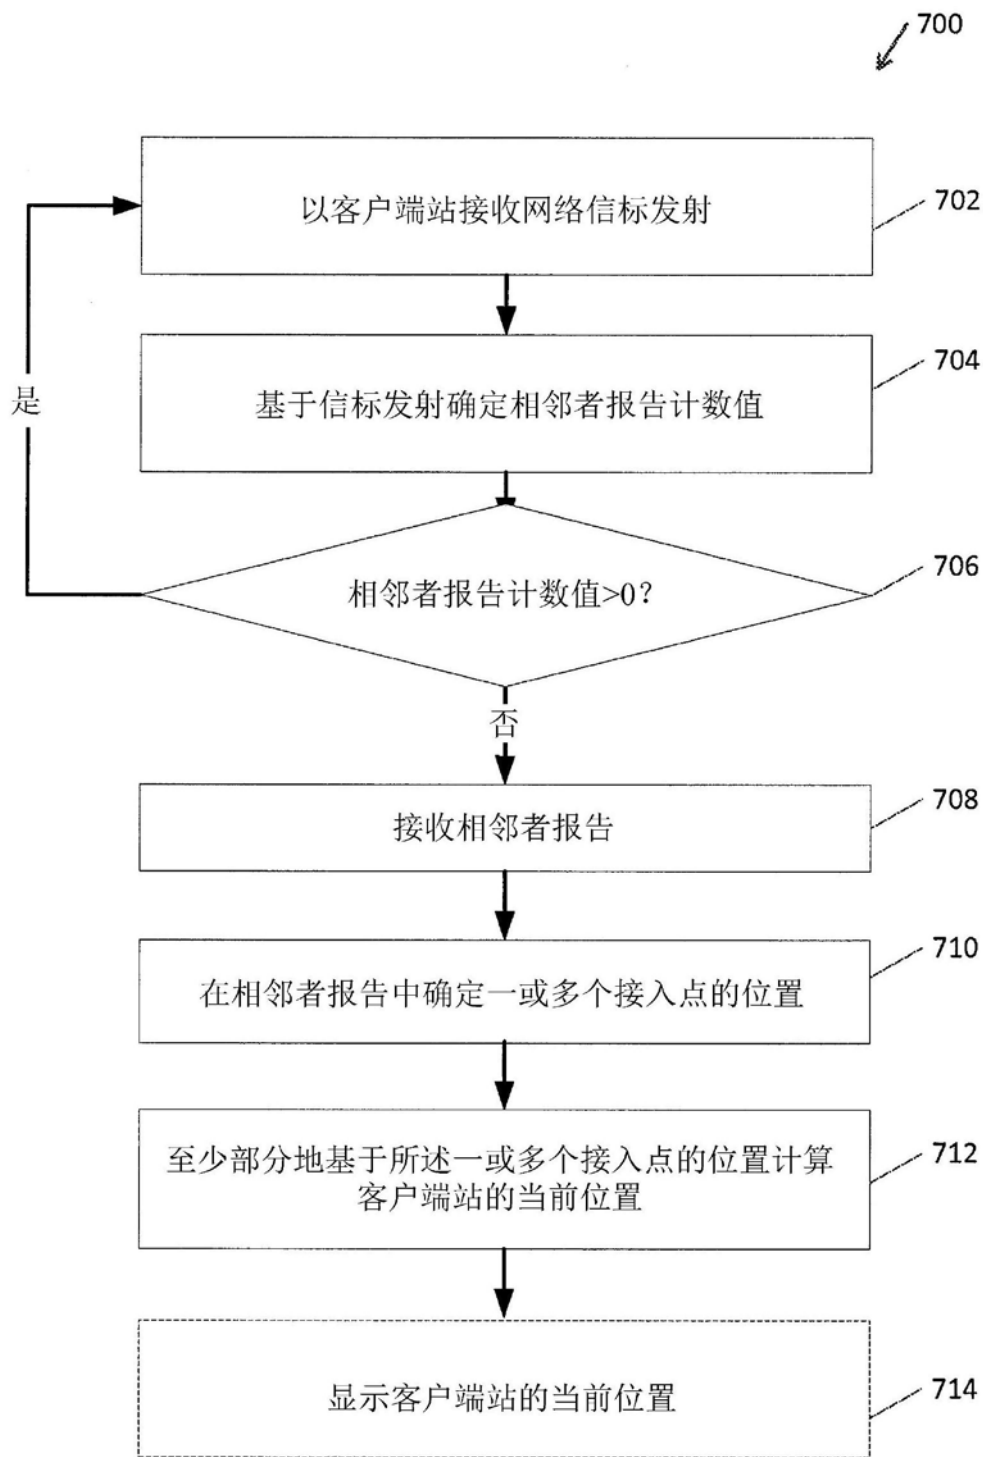 700
以客户端站接收网络信标发射
702
基于信标发射确定相邻者报告计数值
704
是
相邻者报告计数值>0?
706
否
接收相邻者报告
708
在相邻者报告中确定一或多个接入点的位置
710
至少部分地基于所述一或多个接入点的位置计算
客户端站的当前位置
712
显示客户端站的当前位置
714